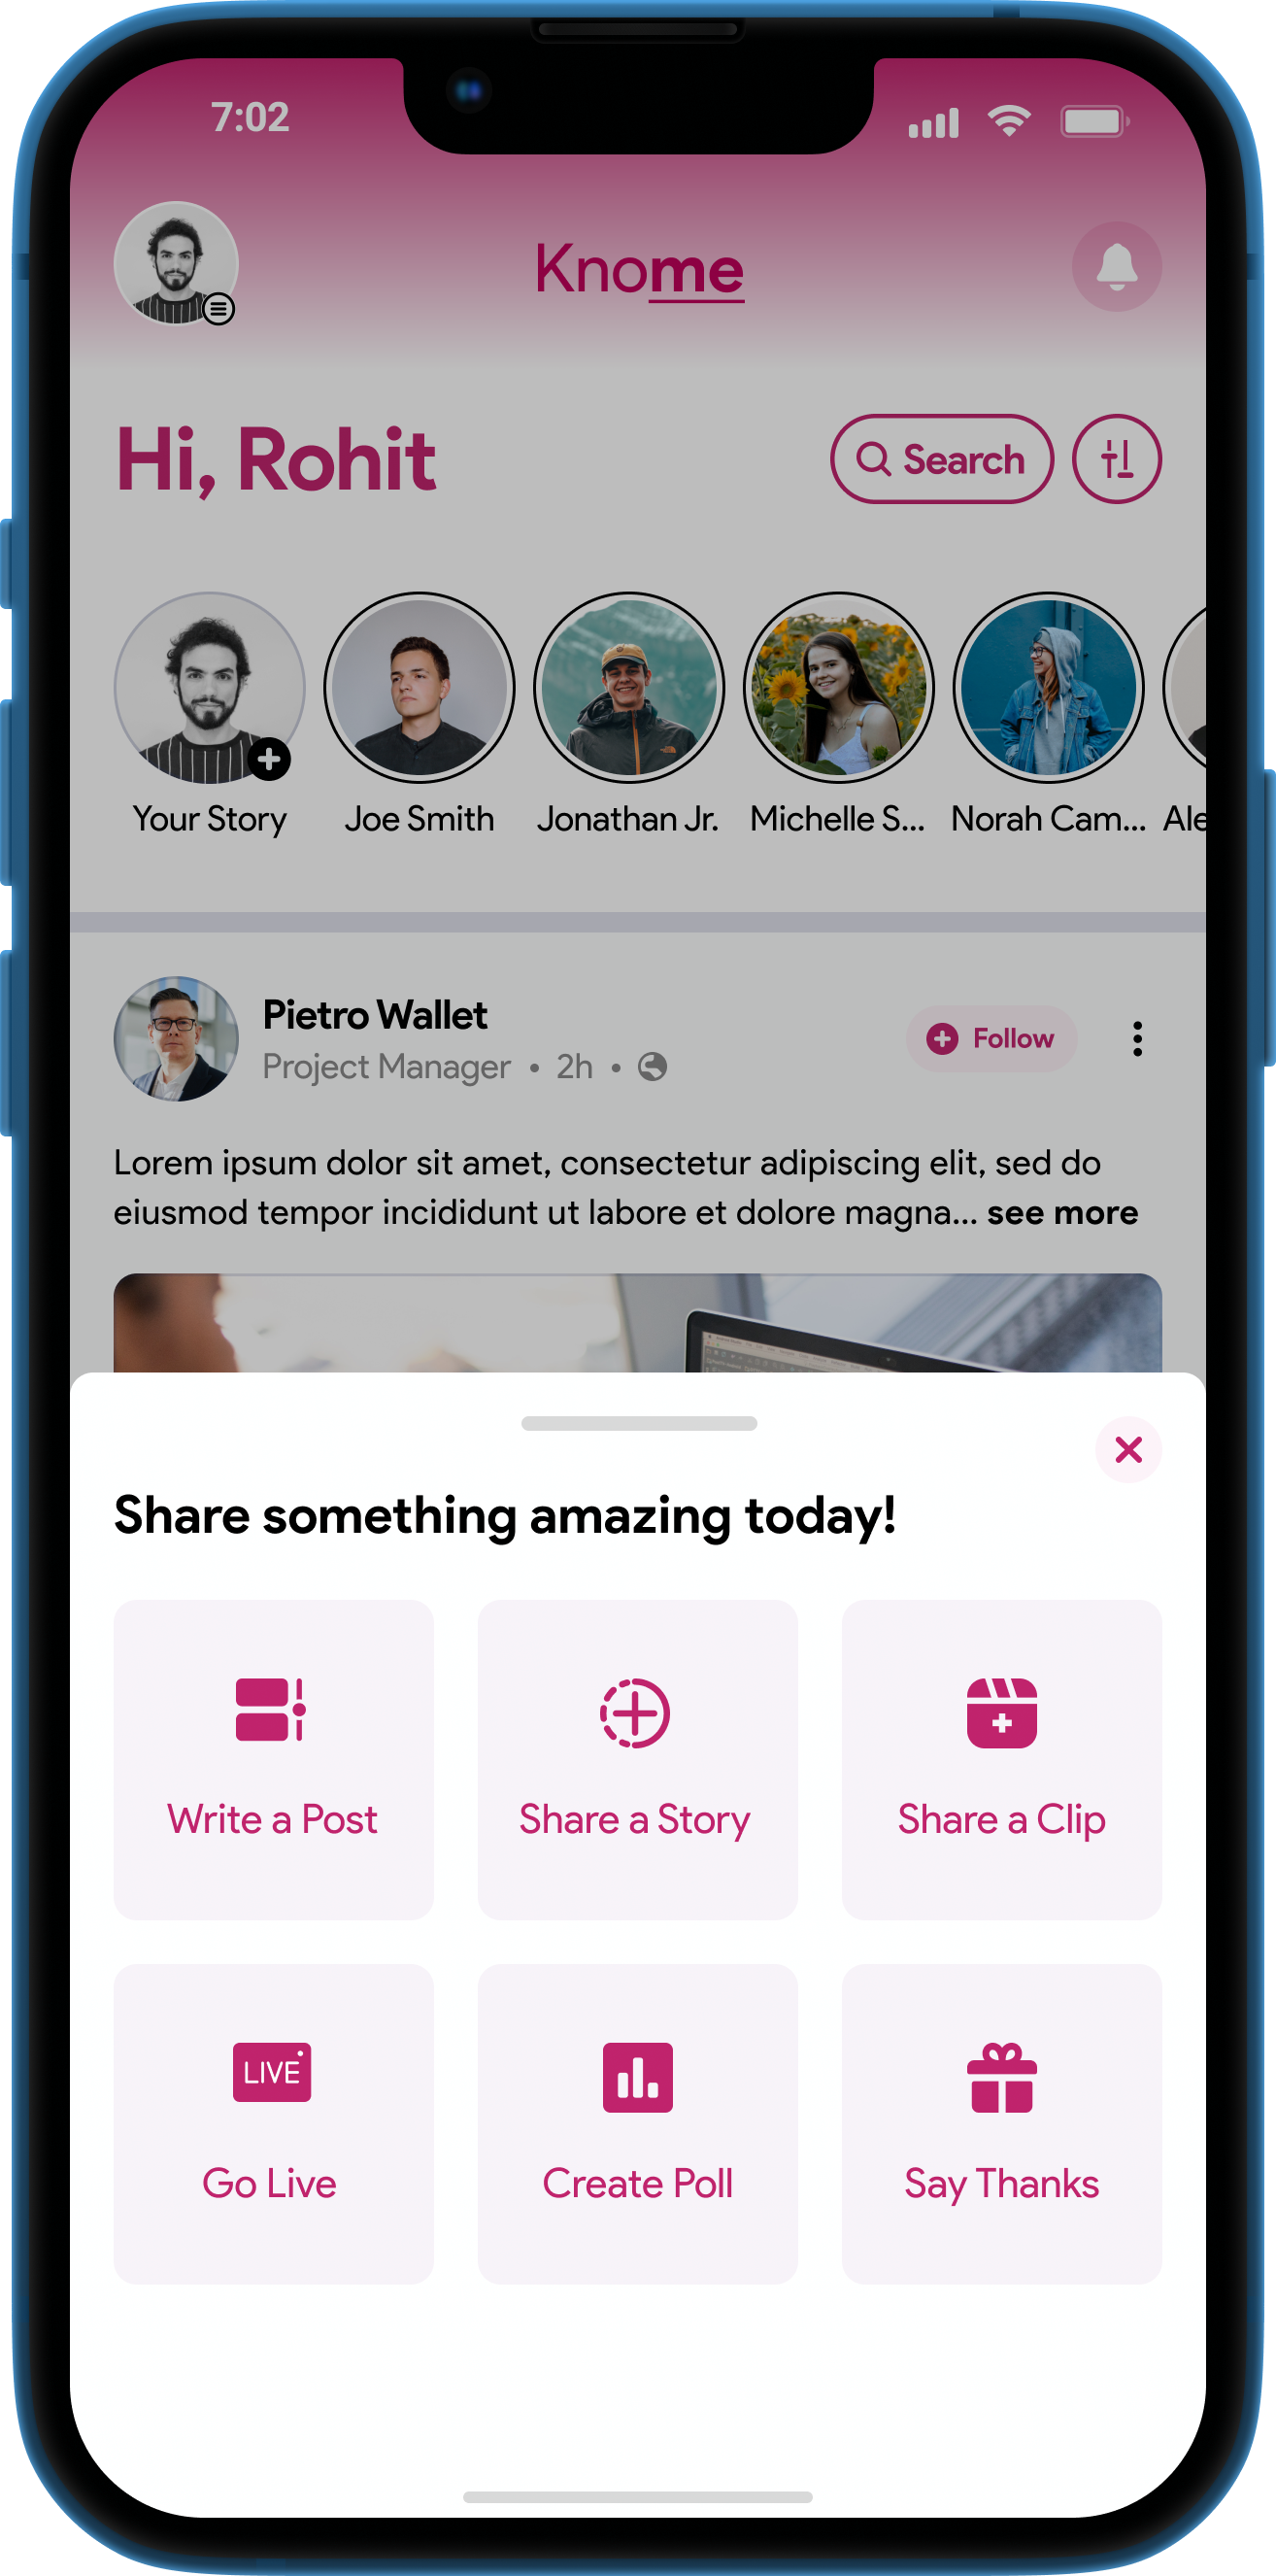 7:02
Knome
Hi, Rohit
Search
Your Story
Joe Smith
Jonathan Jr.
Michelle S...
Norah Cam...
Ale
Pietro Wallet
Follow
Project Manager • 2h •
Lorem ipsum dolor sit amet, consectetur adipiscing elit, sed do
eiusmod tempor incididunt ut labore et dolore magna... see more
Share something amazing today!
Write a Post
Share a Story
Share a Clip
LIVE
Go Live
Create Poll
Say Thanks